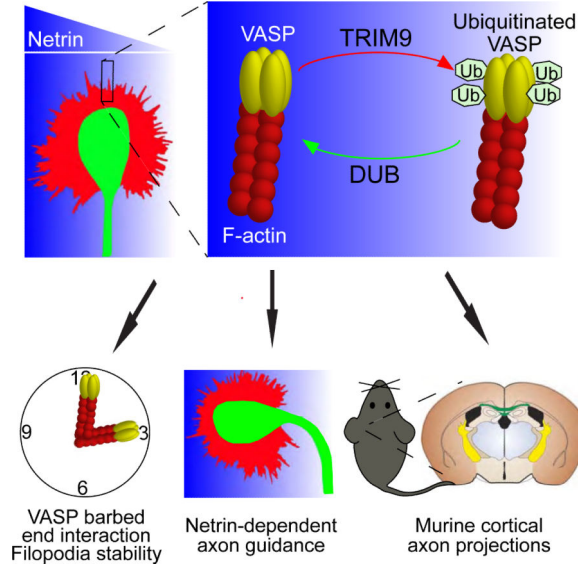 Netrin
VASP
TRIM9
Ubiquitinated
VASP
Ub
Ub
Ub
Ub
DUB
F-actin
9
3
6
VASP barbed
end interaction
Filopodia stability
Netrin-dependent
axon guidance
Murine cortical
axon projections